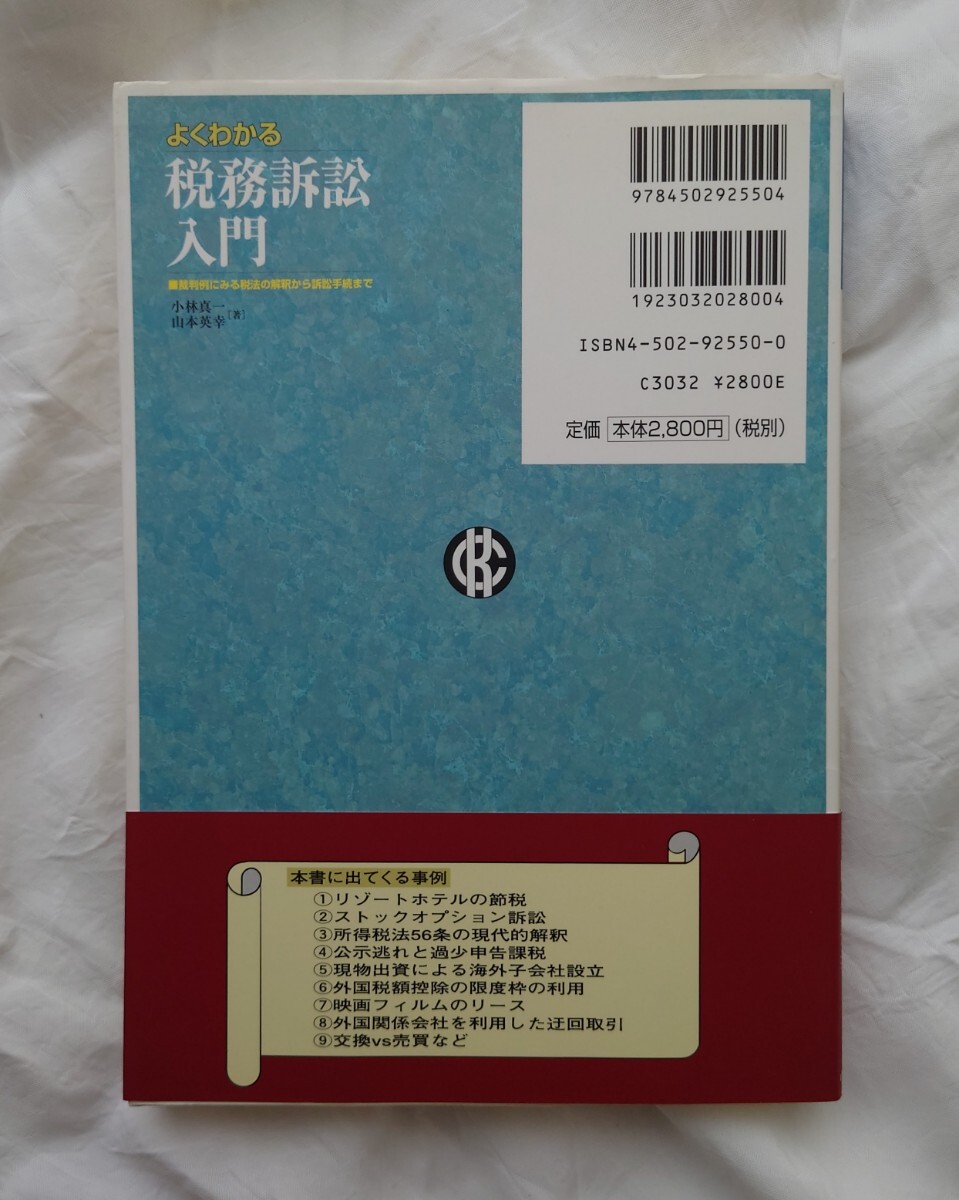 よくわかる
税務訴訟
入門
■裁判例にみる税法の解釈から訴訟手続まで
小林真一
山本英幸 [著]
9784502925504
1923032028004
ISBN4-502-92550-0
C3032 ¥2800E
定価 本体2,800円 (税別)
本書に出てくる事例
①リゾートホテルの節税
②ストックオプション訴訟
③所得税法56条の現代的解釈
④公示逃れと過少申告課税
⑤現物出資による海外子会社設立
⑥外国税額控除の限度枠の利用
⑦映画フィルムのリース
⑧外国関係会社を利用した迂回取引
⑨交換vs売買など